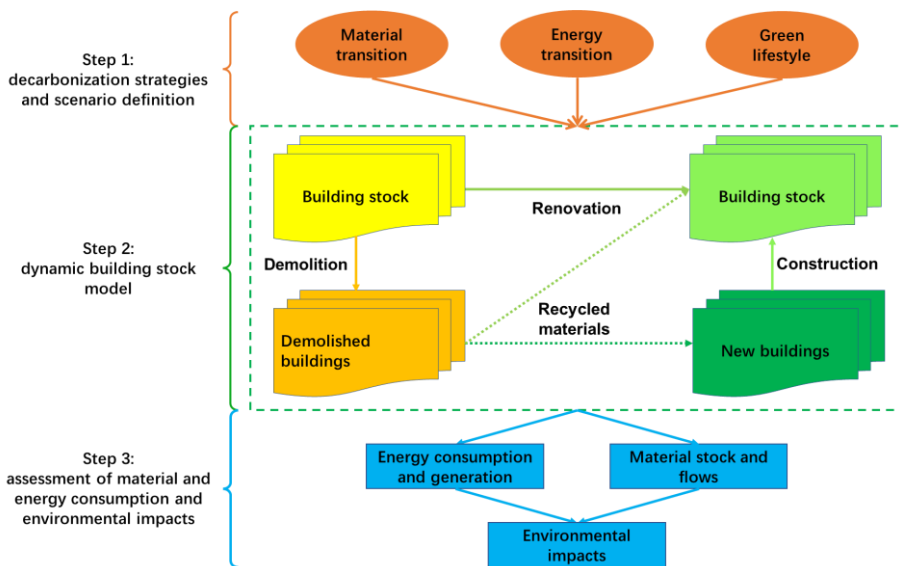 Step 1:
decarbonization strategies
and scenario definition
Material
transition
Energy
transition
Green
lifestyle
Step 2:
dynamic building stock
model
Building stock
Renovation
Building stock
Demolition
Construction
Recycled
materials
Demolished
buildings
New buildings
Step 3:
assessment of material and
energy consumption and
environmental impacts
Energy consumption
and generation
Material stock and
flows
Environmental
impacts